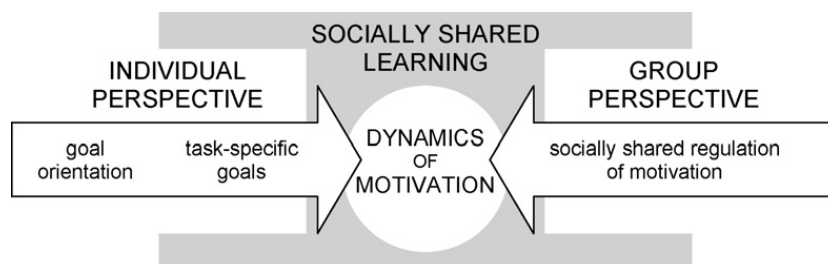 SOCIALLY SHARED
LEARNING
INDIVIDUAL
PERSPECTIVE
GROUP
PERSPECTIVE
goal
orientation
task-specific
goals
DYNAMICS
OF
MOTIVATION
socially shared regulation
of motivation